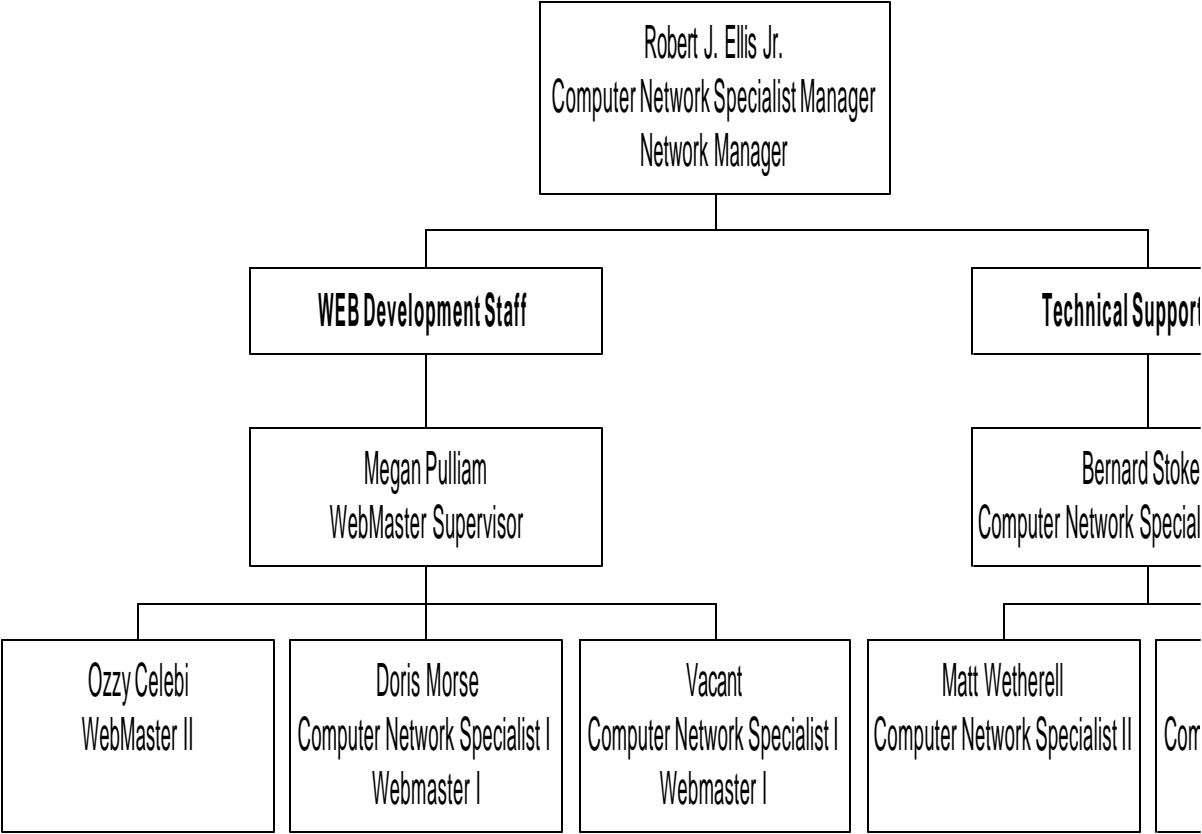 Robert J. Ellis Jr.
Computer Network Specialist Manager
Network Manager
WEB Development Staff
Technical Support
Megan Pulliam
WebMaster Supervisor
Bernard Stoke
Computer Network Special
Ozzy Celebi
WebMaster II
Doris Morse
Computer Network Specialist I
Webmaster I
Vacant
Computer Network Specialist I
Webmaster I
Matt Wetherell
Computer Network Specialist II
Com